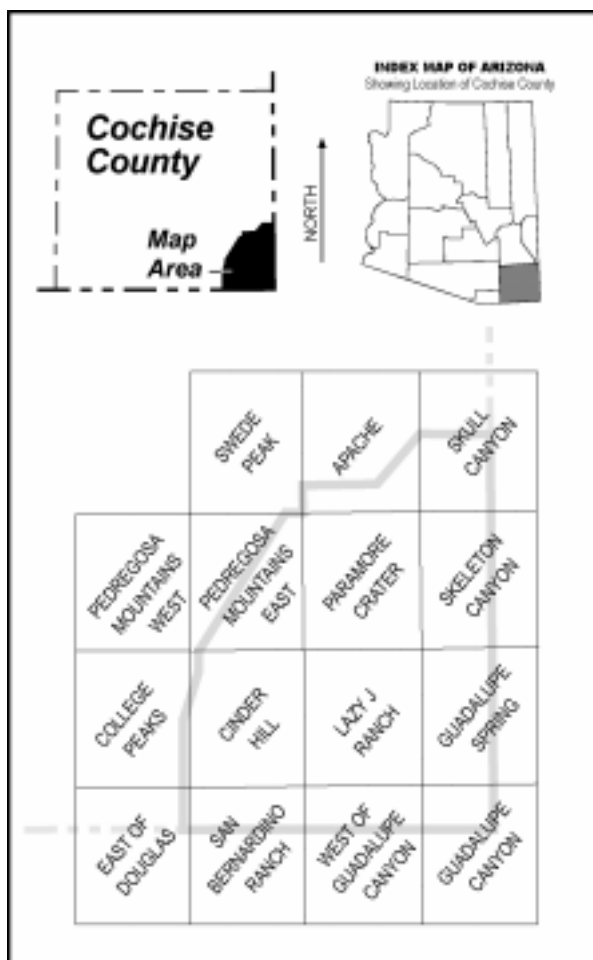 INDEX MAP OF ARIZONA
Showing Location of Cochise County
Cochise
County
Map
Area
NORTH
SWEDE
PEAK
APACHE
SKULL
CANYON
PEDREGOSA
MOUNTAINS
WEST
PEDREGOSA
MOUNTAINS
EAST
PARAMORE
CRATER
SKELETON
CANYON
COLLEGE
PEAKS
CINDER
HILL
LAZY J
RANCH
GUADALUPE
SPRING
EAST OF
DOUGLAS
SAN
BERNARDINO
RANCH
WEST OF
GUADALUPE
CANYON
GUADALUPE
CANYON